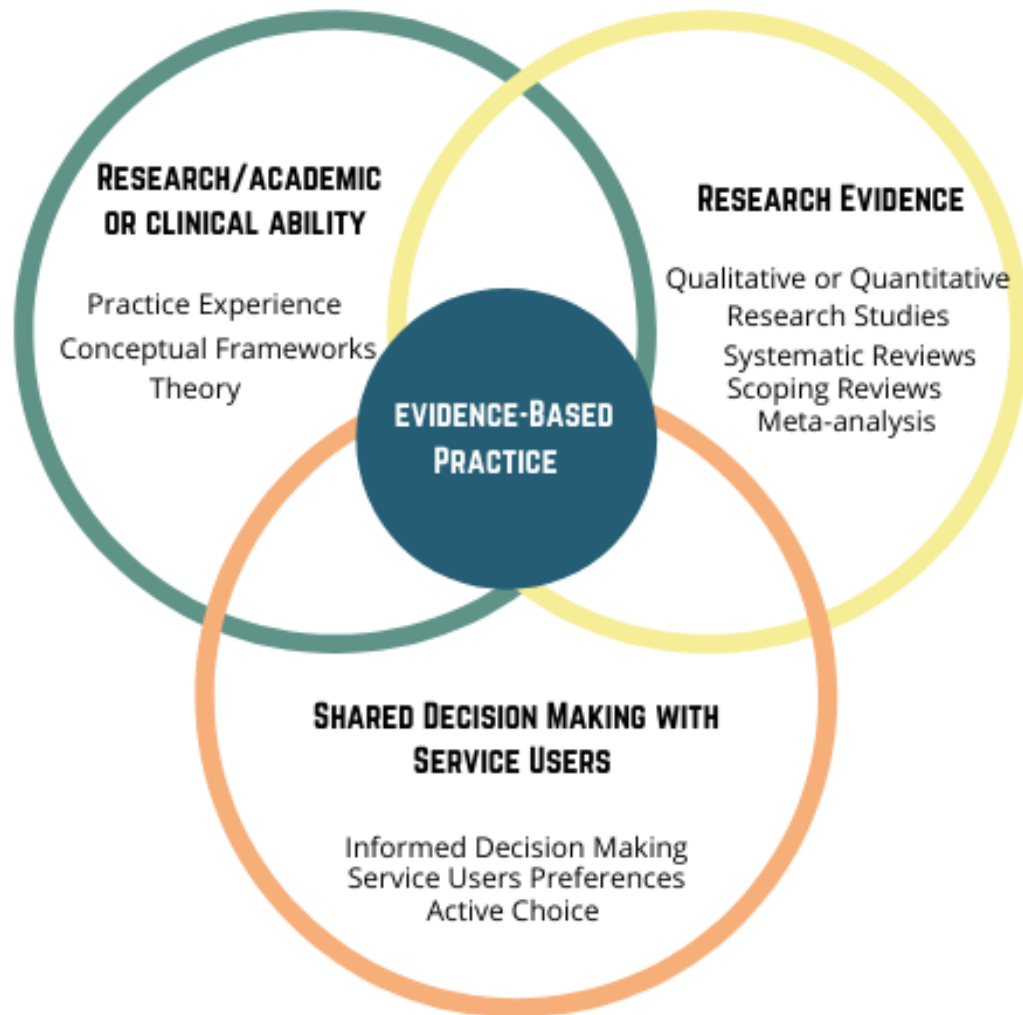 Research/academic
or clinical ability
Practice Experience
Conceptual Frameworks
Theory
Research Evidence
Qualitative or Quantitative
Research Studies
Systematic Reviews
Scoping Reviews
Meta-analysis
evidence-Based
Practice
Shared Decision Making with
Service Users
Informed Decision Making
Service Users Preferences
Active Choice